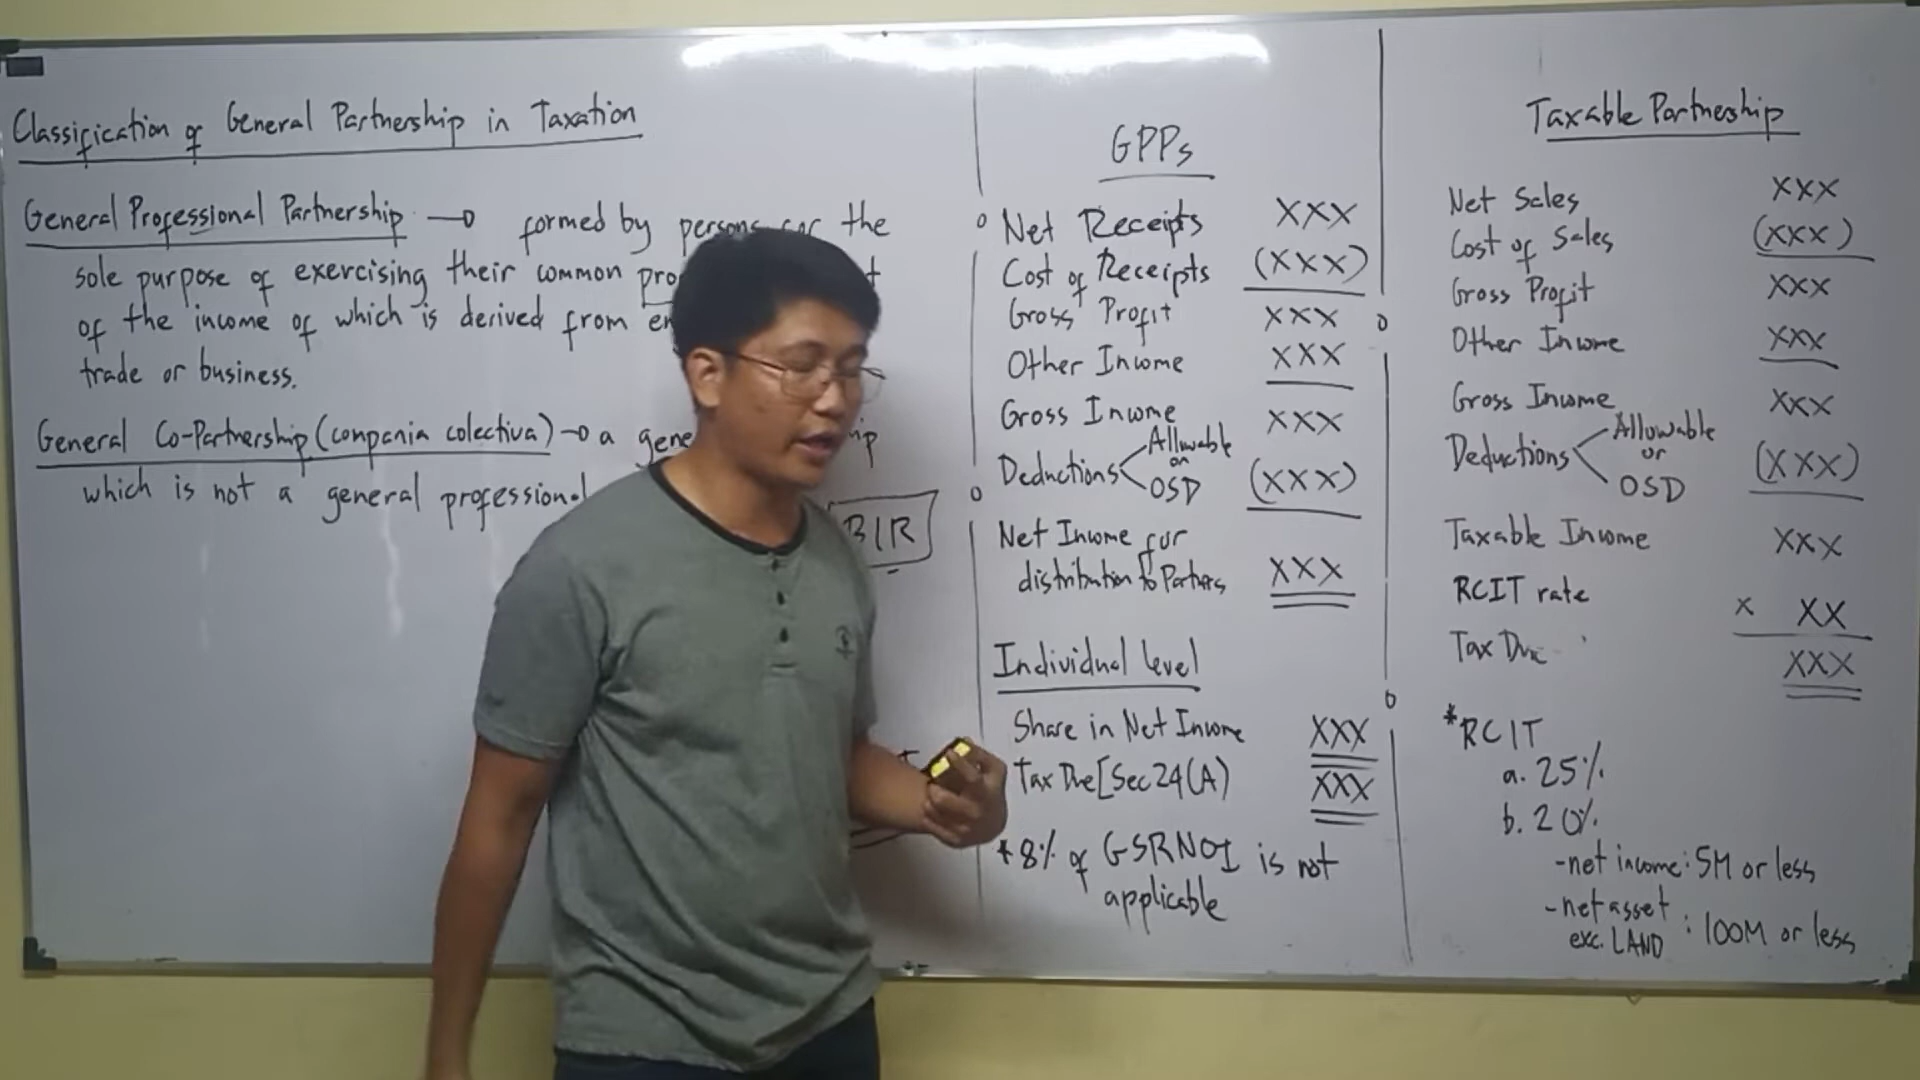 Classification of General Partnership in Taxation
General Professional Partnership — formed by persons for the
sole purpose of exercising their common
of the income of which is derived from
trade or business.
General Co-Partnership (compania colectiva) — a
which is not a general professional
BIR
GPPs
Net Receipts XXX
Cost of Receipts (XXX)
Gross Profit XXX
Other Income XXX
Gross Income XXX
Deductions Allowable or OSD (XXX)
Net Income for
distribution to Partners XXX
Individual level
Share in Net Income XXX
Tax Due [Sec 24(A) XXX
*8% of GSRNOI is not
applicable
Taxable Partnership
Net Sales XXX
Cost of Sales (XXX)
Gross Profit XXX
Other Income XXX
Gross Income XXX
Deductions Allowable or OSD (XXX)
Taxable Income XXX
RCIT rate x XX
Tax Due XXX
*RCIT
a. 25%
b. 20%
-net income: 5M or less
-net asset
exc. LAND : 100M or less